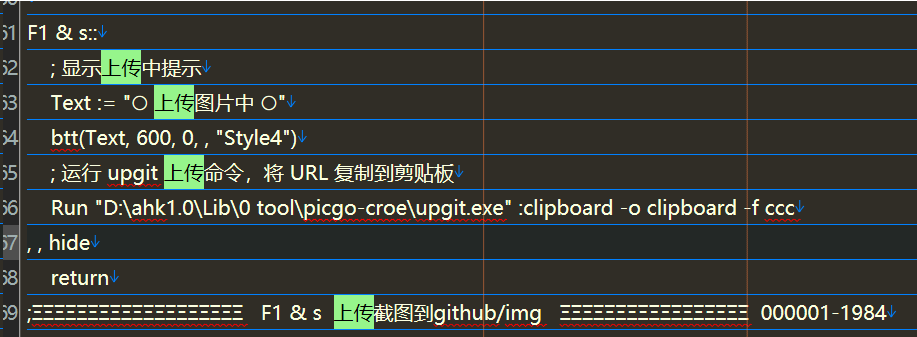 61 F1 & s::↓
62 ; 显示上传中提示↓
63 Text := "○ 上传图片中 ○"↓
64 btt(Text, 600, 0, , "Style4")↓
65 ; 运行 upgit 上传命令，将 URL 复制到剪贴板
66 Run "D:\ahk1.0\Lib\0 tool\picgo-croe\upgit.exe" :clipboard -o clipboard -f ccc↓
67 , , hide↓
68 return↓
69 ;ΞΞΞΞΞΞΞΞΞΞΞΞΞΞΞΞΞΞΞ F1 & s 上传截图到github/img ΞΞΞΞΞΞΞΞΞΞΞΞΞΞΞΞΞ 000001-1984↓